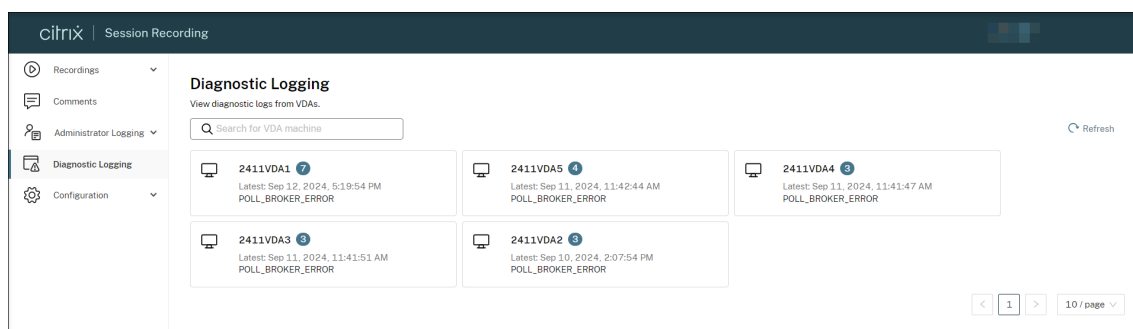 citrix | Session Recording
Recordings
Comments
Administrator Logging
Diagnostic Logging
Configuration
Diagnostic Logging
View diagnostic logs from VDAs.
Search for VDA machine
Refresh
2411VDA1 7
Latest: Sep 12, 2024, 5:19:54 PM
POLL_BROKER_ERROR
2411VDA5 4
Latest: Sep 11, 2024, 11:42:44 AM
POLL_BROKER_ERROR
2411VDA4 3
Latest: Sep 11, 2024, 11:41:47 AM
POLL_BROKER_ERROR
2411VDA3 3
Latest: Sep 11, 2024, 11:41:51 AM
POLL_BROKER_ERROR
2411VDA2 3
Latest: Sep 10, 2024, 2:07:54 PM
POLL_BROKER_ERROR
< 1 > 10 / page